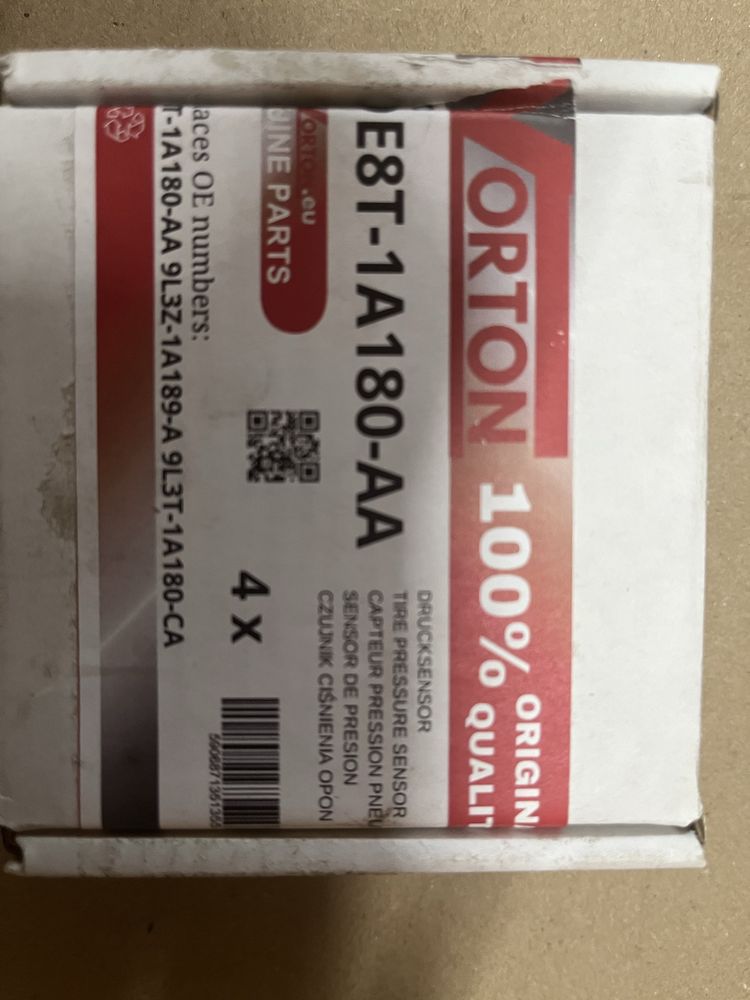 ORTON
100% ORIGIN
QUALIT
E8T-1A180-AA
DRUCKSENSOR
TIRE PRESSURE SENSOR
CAPTEUR PRESSION PNEU
SENSOR DE PRESION
CZUJNIK CIŚNIENIA OPON
ORTON.eu
INE PARTS
4 x
aces OE numbers:
T-1A180-AA 9L3Z-1A189-A 9L3T-1A180-CA